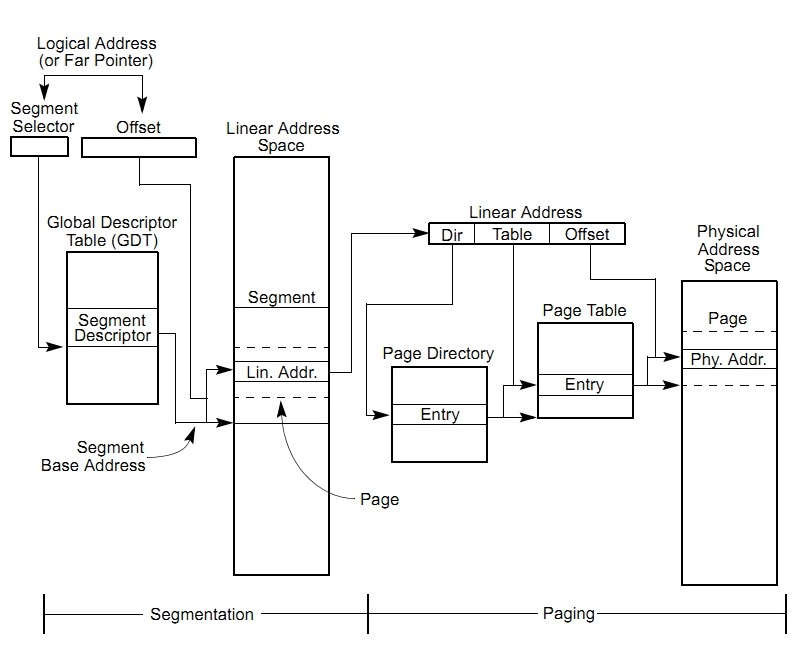 Logical Address
(or Far Pointer)
Segment
Selector
Offset
Linear Address
Space
Global Descriptor
Table (GDT)
Segment
Descriptor
Segment
Lin. Addr.
Segment
Base Address
Page
Linear Address
Dir
Table
Offset
Page Directory
Entry
Page Table
Entry
Physical
Address
Space
Page
Phy. Addr.
Segmentation
Paging